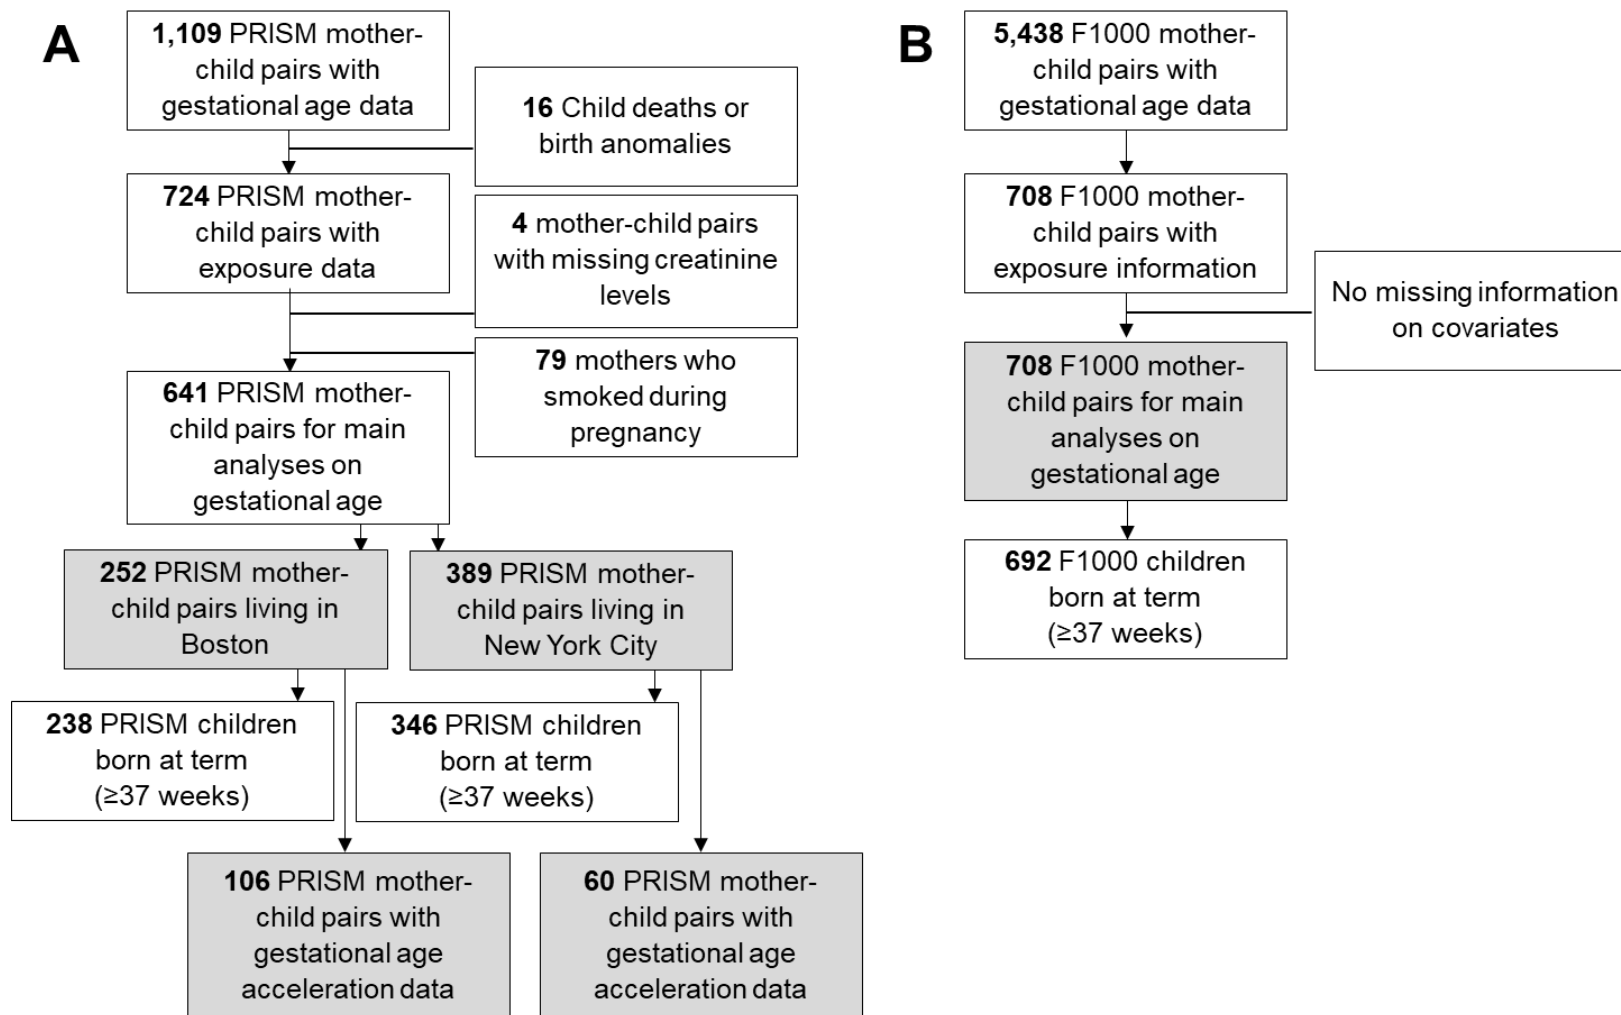 A
1,109 PRISM mother-
child pairs with
gestational age data
16 Child deaths or
birth anomalies
724 PRISM mother-
child pairs with
exposure data
4 mother-child pairs
with missing creatinine
levels
79 mothers who
smoked during
pregnancy
641 PRISM mother-
child pairs for main
analyses on
gestational age
252 PRISM mother-
child pairs living in
Boston
389 PRISM mother-
child pairs living in
New York City
238 PRISM children
born at term
(≥37 weeks)
346 PRISM children
born at term
(≥37 weeks)
106 PRISM mother-
child pairs with
gestational age
acceleration data
60 PRISM mother-
child pairs with
gestational age
acceleration data
B
5,438 F1000 mother-
child pairs with
gestational age data
708 F1000 mother-
child pairs with
exposure information
No missing information
on covariates
708 F1000 mother-
child pairs for main
analyses on
gestational age
692 F1000 children
born at term
(≥37 weeks)